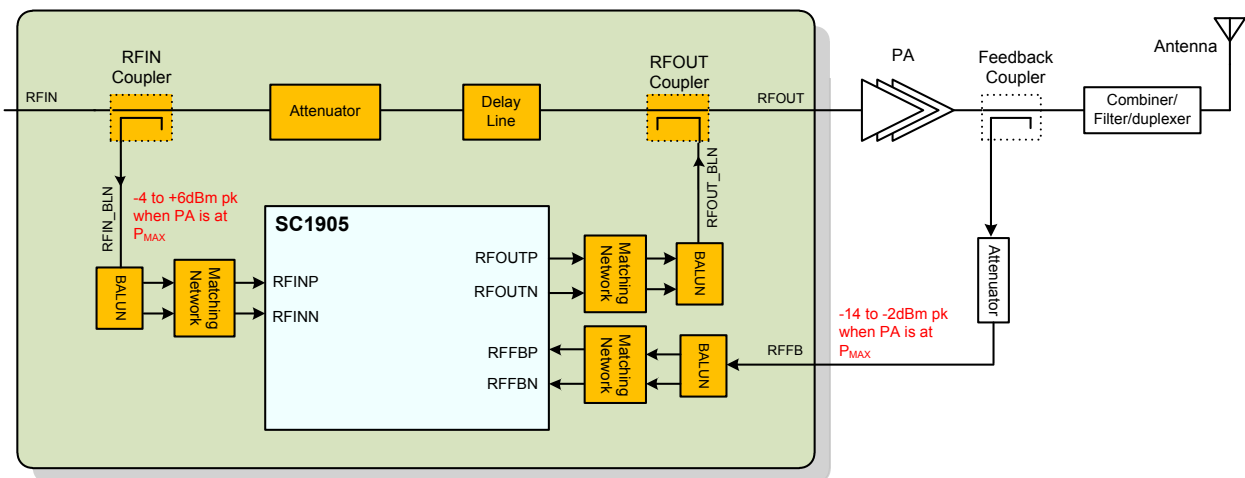 RFIN
RFIN
Coupler
Attenuator
Delay
Line
RFOUT
Coupler
RFOUT
PA
Feedback
Coupler
Combiner/
Filter/duplexer
Antenna
RFIN_BLN
-4 to +6dBm pk
when PA is at
PMAX
BALUN
Matching
Network
SC1905
RFINP
RFINN
RFOUTP
RFOUTN
RFFBP
RFFBN
Matching
Network
BALUN
RFOUT_BLN
Matching
Network
BALUN
RFFB
-14 to -2dBm pk
when PA is at
PMAX
Attenuator